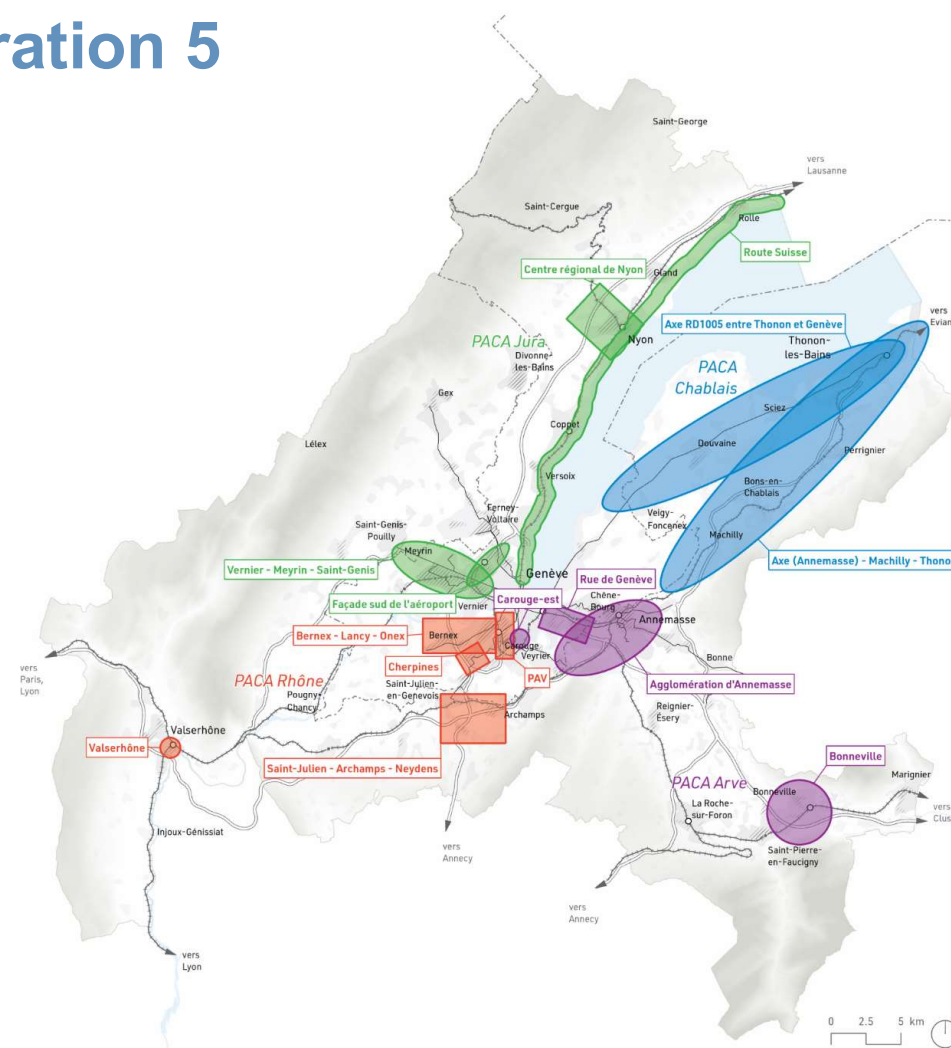 ration 5
Saint-George
vers
Lausanne
Saint-Cergue
Rolle
Route Suisse
Centre régional de Nyon
Gland
vers
Evian
Axe RD1005 entre Thonon et Genève
PACA Jura
Nyon
Thonon-
les-Bains
Divonne-
les-Bains
PACA
Chablais
Gex
Sciez
Coppet
Lélex
Douvaine
Perrignier
Versoix
Bons-en-
Chablais
Ferney-
Voltaire
Veigy-
Foncenex
Saint-Genis-
Pouilly
Machilly
Meyrin
Vernier - Meyrin - Saint-Genis
Genève
Axe (Annemasse) - Machilly - Thono
Rue de Genève
Carouge-est
Chêne-
Bourg
Façade sud de l'aéroport
Vernier
Annemasse
Bernex - Lancy - Onex
Bernex
Carouge
Veyrier
Bonne
Cherpines
vers
Paris,
Lyon
PACA Rhône
Saint-Julien-
en-Genevois
PAV
Agglomération d'Annemasse
Pougny-
Chancy
Archamps
Reignier-
Ésery
Valserhône
Valserhône
Saint-Julien - Archamps - Neydens
Bonneville
PACA Arve
Marignier
Bonneville
La Roche-
sur-Foron
vers
Clus
Injoux-Génissiat
vers
Annecy
Saint-Pierre-
en-Faucigny
vers
Annecy
vers
Lyon
0 2.5 5 km